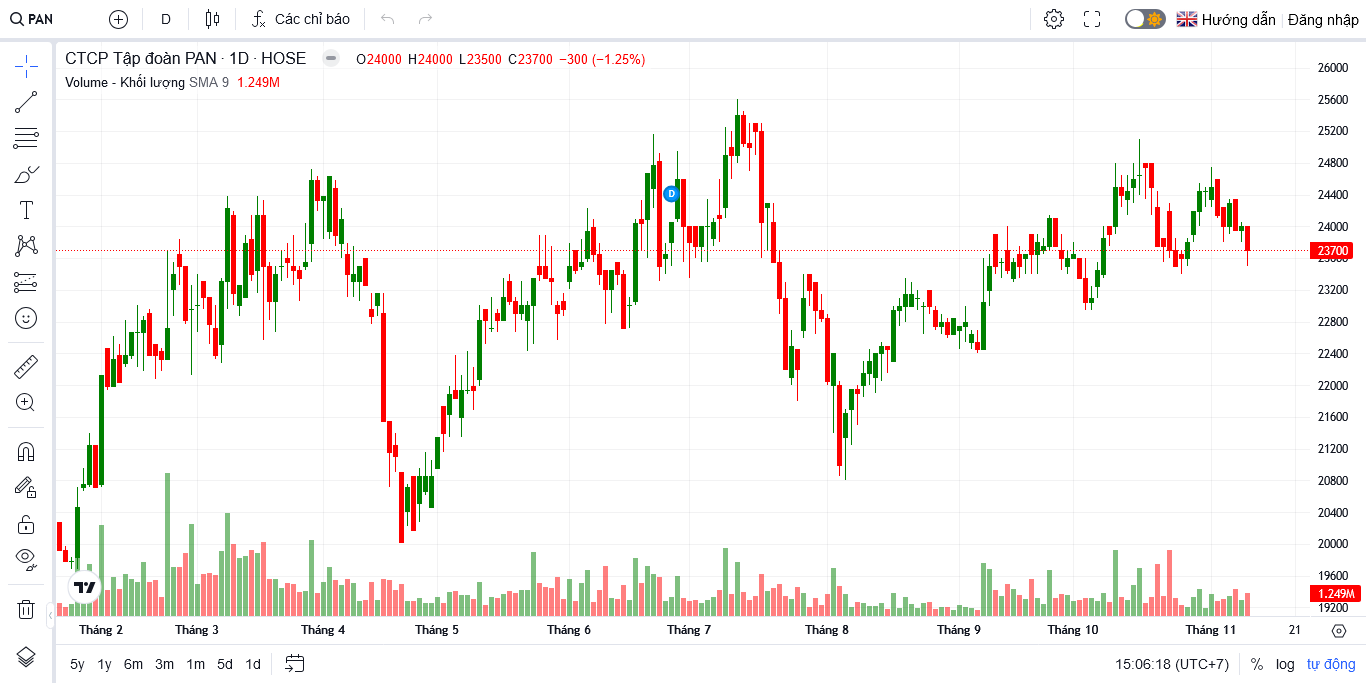 PAN D Các chỉ báo Hướng dẫn Đăng nhập
CTCP Tập đoàn PAN · 1D · HOSE O24000 H24000 L23500 C23700 −300 (−1.25%)
Volume - Khối lượng SMA 9 1.249M
26000
25600
25200
24800
24400
D
24000
23700
23600
23200
22800
22400
22000
21600
21200
20800
20400
20000
19600
1.249M
19200
Tháng 2 Tháng 3 Tháng 4 Tháng 5 Tháng 6 Tháng 7 Tháng 8 Tháng 9 Tháng 10 Tháng 11 21
5y 1y 6m 3m 1m 5d 1d 15:06:18 (UTC+7) % log tự động